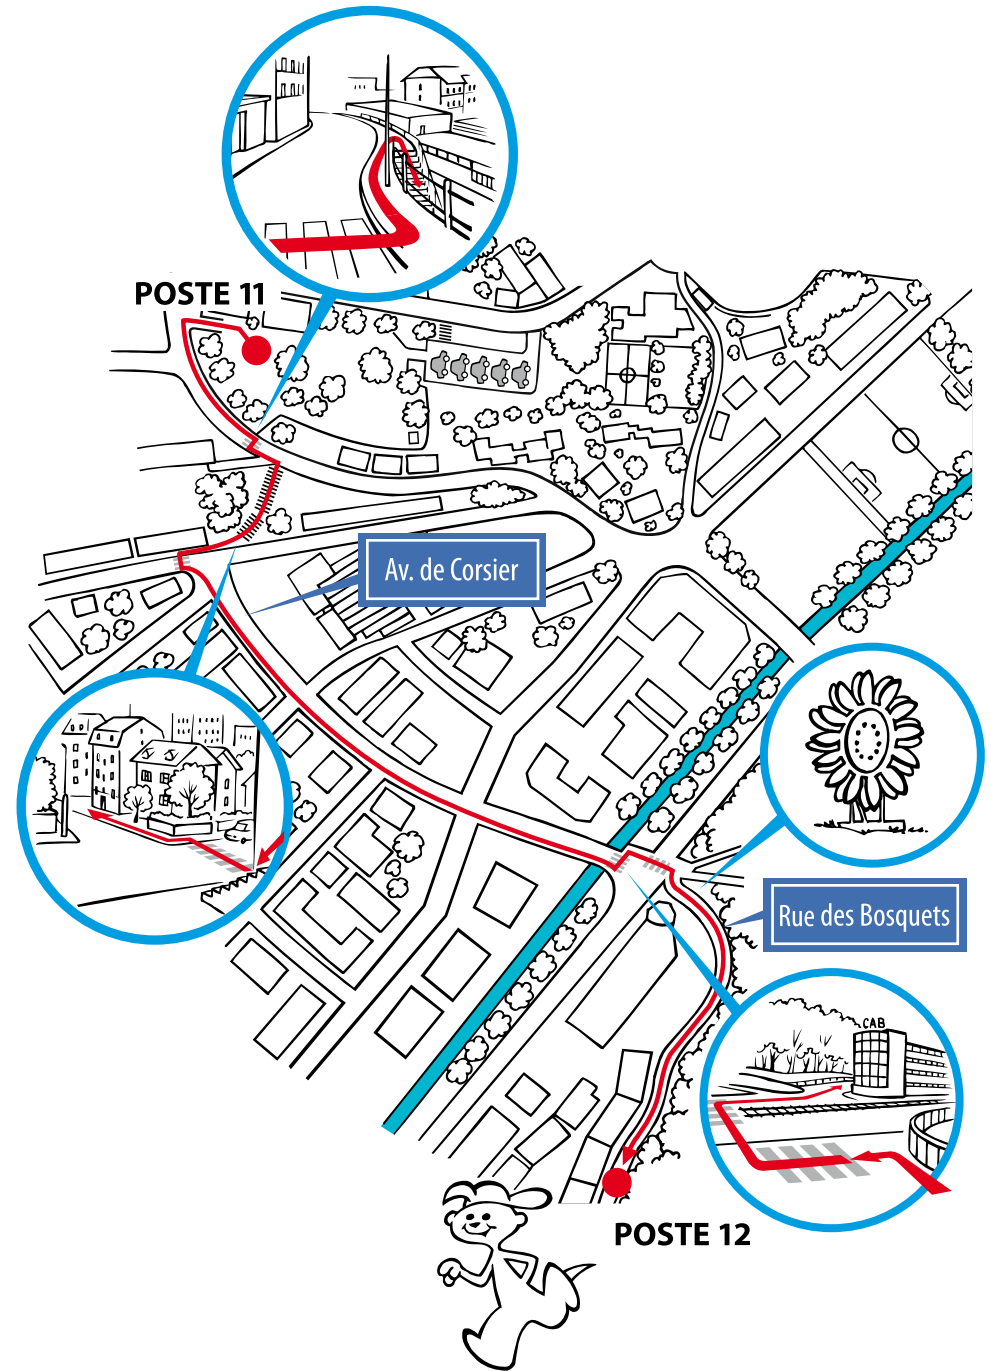 POSTE 11
Av. de Corsier
Rue des Bosquets
CAB
POSTE 12